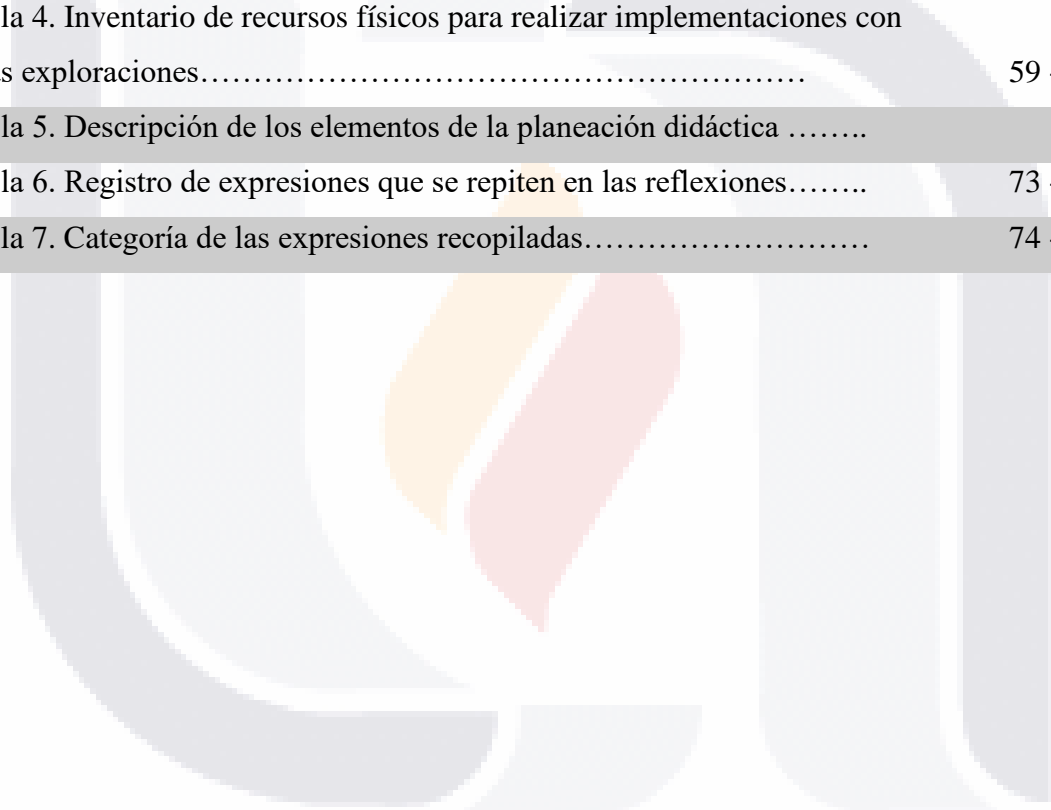 la 4. Inventario de recursos físicos para realizar implementaciones con
s exploraciones………………………………………………….. 59 -
la 5. Descripción de los elementos de la planeación didáctica ……..
la 6. Registro de expresiones que se repiten en las reflexiones…….. 73 -
la 7. Categoría de las expresiones recopiladas……………………… 74 -